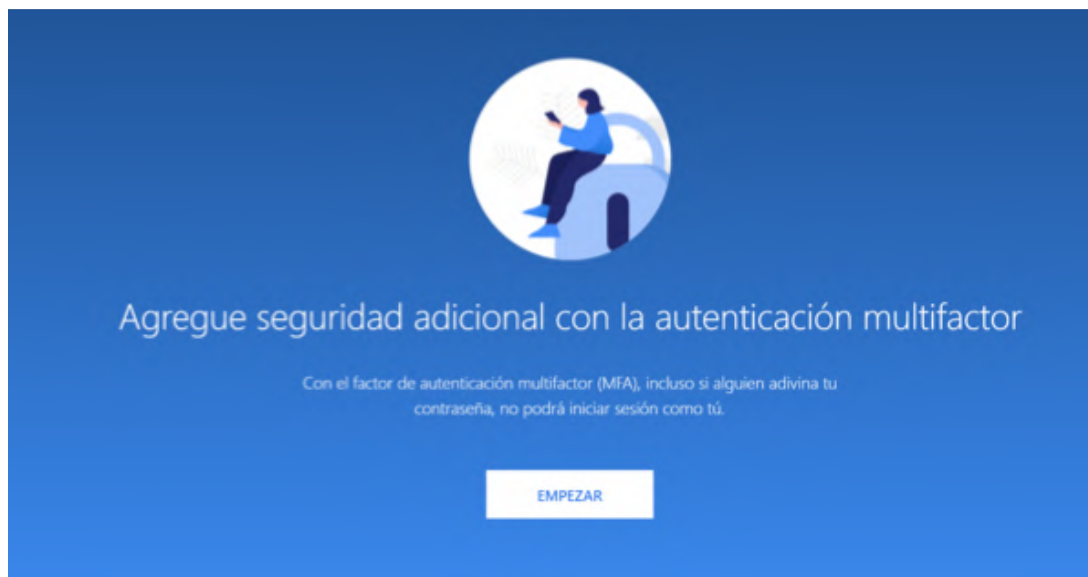 Agregue seguridad adicional con la autenticación multifactor
Con el factor de autenticación multifactor (MFA), incluso si alguien adivina tu
contraseña, no podrá iniciar sesión como tú.
EMPEZAR